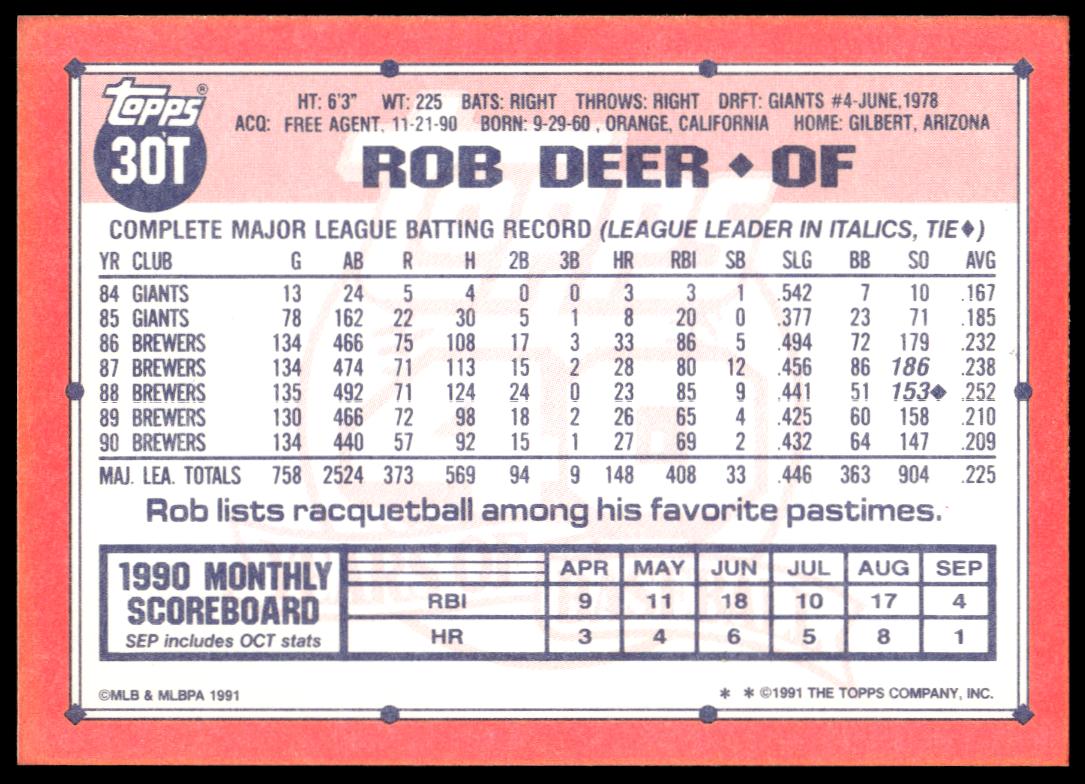 TOPPS®
30T
HT: 6'3" WT: 225 BATS: RIGHT THROWS: RIGHT DRFT: GIANTS #4-JUNE,1978
ACQ: FREE AGENT, 11-21-90 BORN: 9-29-60 , ORANGE, CALIFORNIA HOME: GILBERT, ARIZONA
ROB DEER ◆ OF
COMPLETE MAJOR LEAGUE BATTING RECORD (LEAGUE LEADER IN ITALICS, TIE◆)
YR CLUB G AB R H 2B 3B HR RBI SB SLG BB SO AVG
84 GIANTS 13 24 5 4 0 0 3 3 1 .542 7 10 .167
85 GIANTS 78 162 22 30 5 1 8 20 0 .377 23 71 .185
86 BREWERS 134 466 75 108 17 3 33 86 5 .494 72 179 .232
87 BREWERS 134 474 71 113 15 2 28 80 12 .456 86 186 .238
88 BREWERS 135 492 71 124 24 0 23 85 9 .441 51 153◆ .252
89 BREWERS 130 466 72 98 18 2 26 65 4 .425 60 158 .210
90 BREWERS 134 440 57 92 15 1 27 69 2 .432 64 147 .209
MAJ. LEA. TOTALS 758 2524 373 569 94 9 148 408 33 .446 363 904 .225
Rob lists racquetball among his favorite pastimes.
1990 MONTHLY SCOREBOARD
SEP includes OCT stats
APR MAY JUN JUL AUG SEP
RBI 9 11 18 10 17 4
HR 3 4 6 5 8 1
©MLB & MLBPA 1991
* * ©1991 THE TOPPS COMPANY, INC.